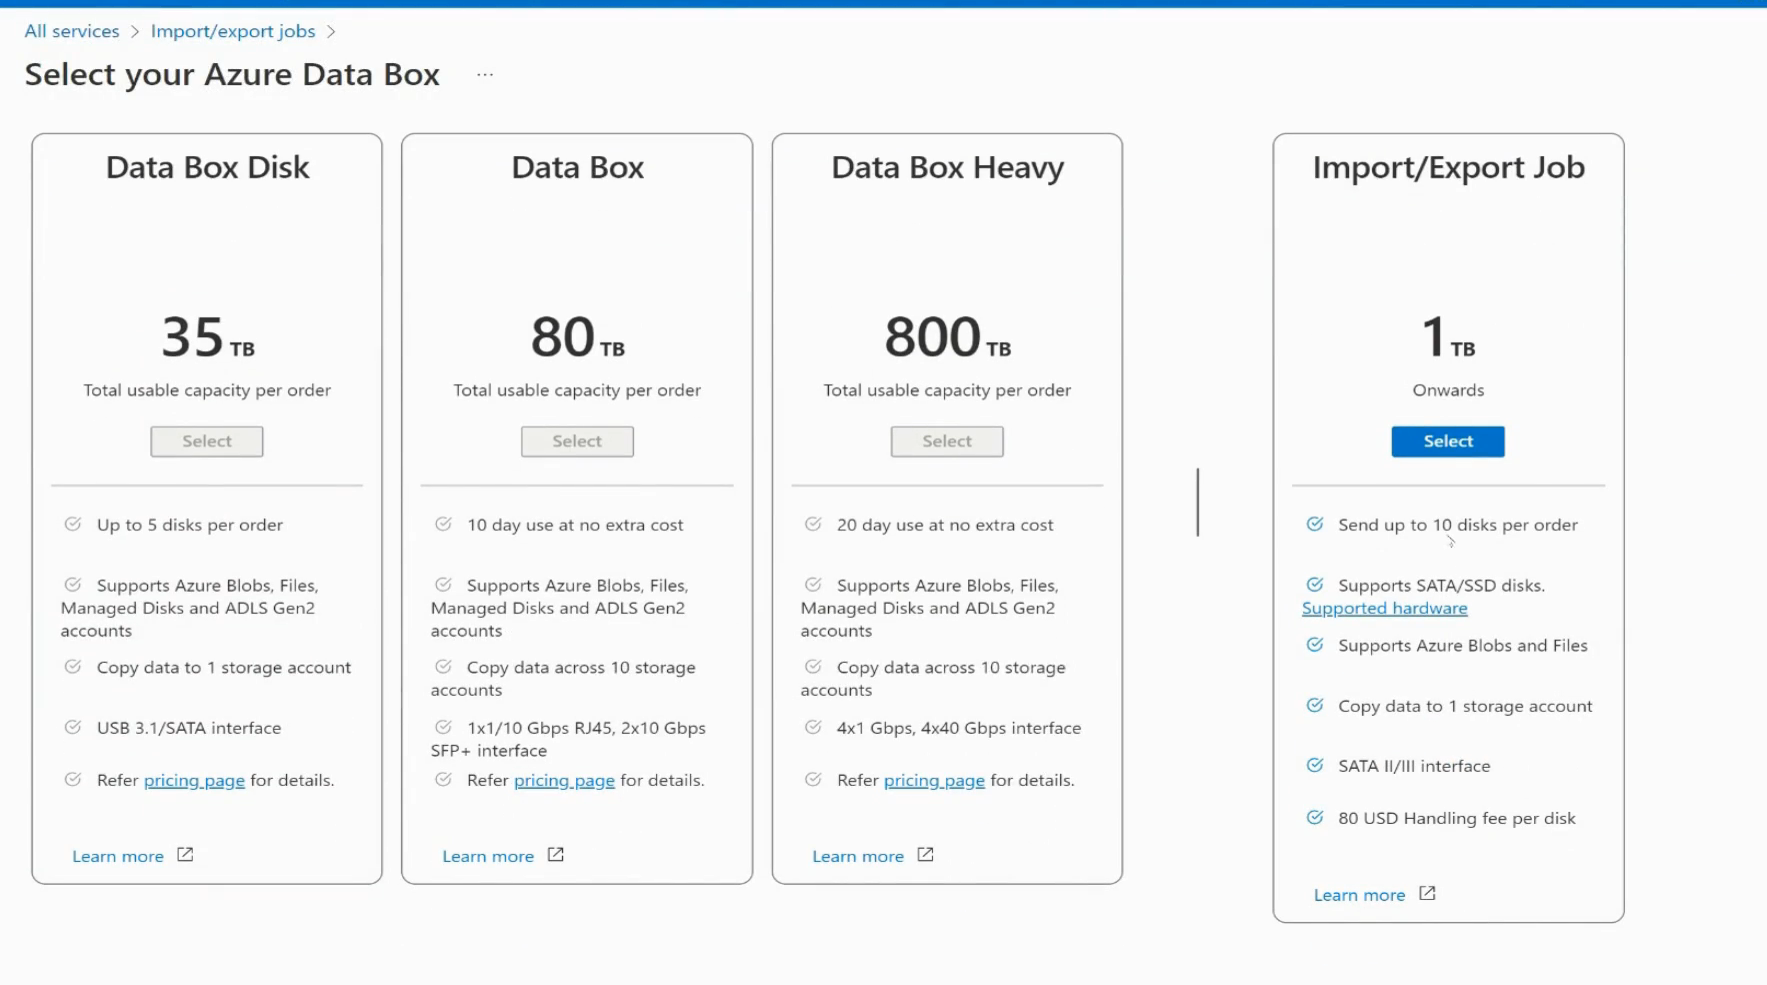 All services > Import/export jobs >
Select your Azure Data Box ...
Data Box Disk
35 TB
Total usable capacity per order
Select
Up to 5 disks per order
Supports Azure Blobs, Files,
Managed Disks and ADLS Gen2
accounts
Copy data to 1 storage account
USB 3.1/SATA interface
Refer pricing page for details.
Learn more
Data Box
80 TB
Total usable capacity per order
Select
10 day use at no extra cost
Supports Azure Blobs, Files,
Managed Disks and ADLS Gen2
accounts
Copy data across 10 storage
accounts
1x1/10 Gbps RJ45, 2x10 Gbps
SFP+ interface
Refer pricing page for details.
Learn more
Data Box Heavy
800 TB
Total usable capacity per order
Select
20 day use at no extra cost
Supports Azure Blobs, Files,
Managed Disks and ADLS Gen2
accounts
Copy data across 10 storage
accounts
4x1 Gbps, 4x40 Gbps interface
Refer pricing page for details.
Learn more
Import/Export Job
1 TB
Onwards
Select
Send up to 10 disks per order
Supports SATA/SSD disks.
Supported hardware
Supports Azure Blobs and Files
Copy data to 1 storage account
SATA II/III interface
80 USD Handling fee per disk
Learn more